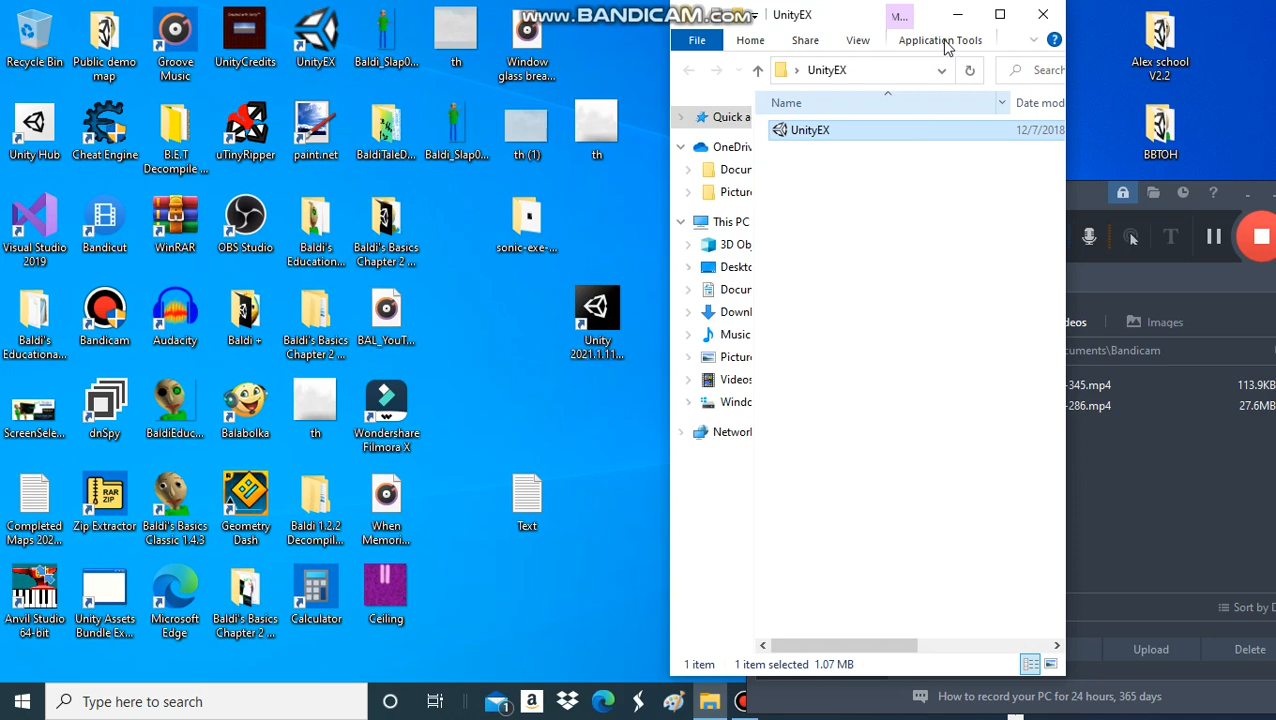 www.BANDICAM.com
Recycle Bin
Public demo
map
Groove
Music
UnityCredits
UnityEX
Baldi_Slap0...
th
Window
glass brea...
Unity Hub
Cheat Engine
B.E.T
Decompile ...
uTinyRipper
paint.net
BaldiTaleD...
Baldi_Slap0...
th (1)
th
Visual Studio
2019
Bandicut
WinRAR
OBS Studio
Baldi's
Education...
Baldi's Basics
Chapter 2 ...
sonic-exe-...
Baldi's
Educationa...
Bandicam
Audacity
Baldi +
Baldi's Basics
Chapter 2 ...
BAL_YouT...
Unity
2021.1.11...
ScreenSele...
dnSpy
BaldiEduc...
Balabolka
th
Wondershare
Filmora X
Completed
Maps 202...
Zip Extractor
Baldi's Basics
Classic 1.4.3
Geometry
Dash
Baldi 1.2.2
Decompil...
When
Memori...
Text
Anvil Studio
64-bit
Unity Assets
Bundle Ex...
Microsoft
Edge
Baldi's Basics
Chapter 2 ...
Calculator
Ceiling
UnityEX
M...
File
Home
Share
View
Application Tools
UnityEX
Search
Name
Date mod
UnityEX
12/7/2018
Quick a
OneDriv
Docum
Picture
This PC
3D Obj
Deskto
Docum
Downl
Music
Picture
Videos
Windo
Network
1 item
1 item selected 1.07 MB
Alex school
V2.2
BBTOH
deos
Images
cuments\Bandicam
-345.mp4
113.9KB
-286.mp4
27.6MB
Sort by D
Upload
Delete
How to record your PC for 24 hours, 365 days
Type here to search